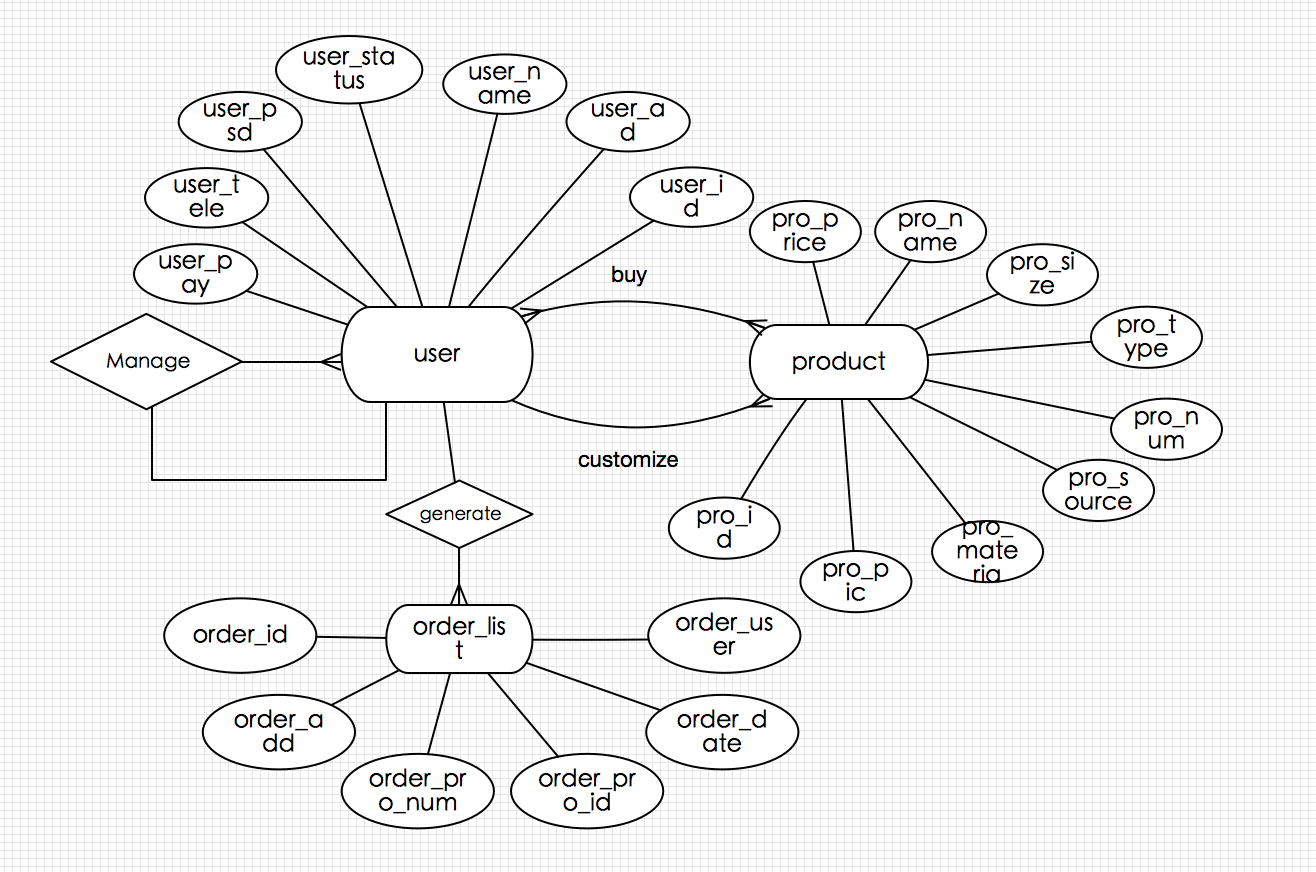 user_sta
tus
user_n
ame
user_p
sd
user_a
d
user_t
ele
user_i
d
pro_p
rice
pro_n
ame
user_p
ay
buy
pro_si
ze
pro_t
ype
Manage
user
product
pro_n
um
customize
pro_s
ource
generate
pro_i
d
pro_
mate
ria
pro_p
ic
order_id
order_lis
t
order_us
er
order_a
dd
order_d
ate
order_pr
o_num
order_pr
o_id